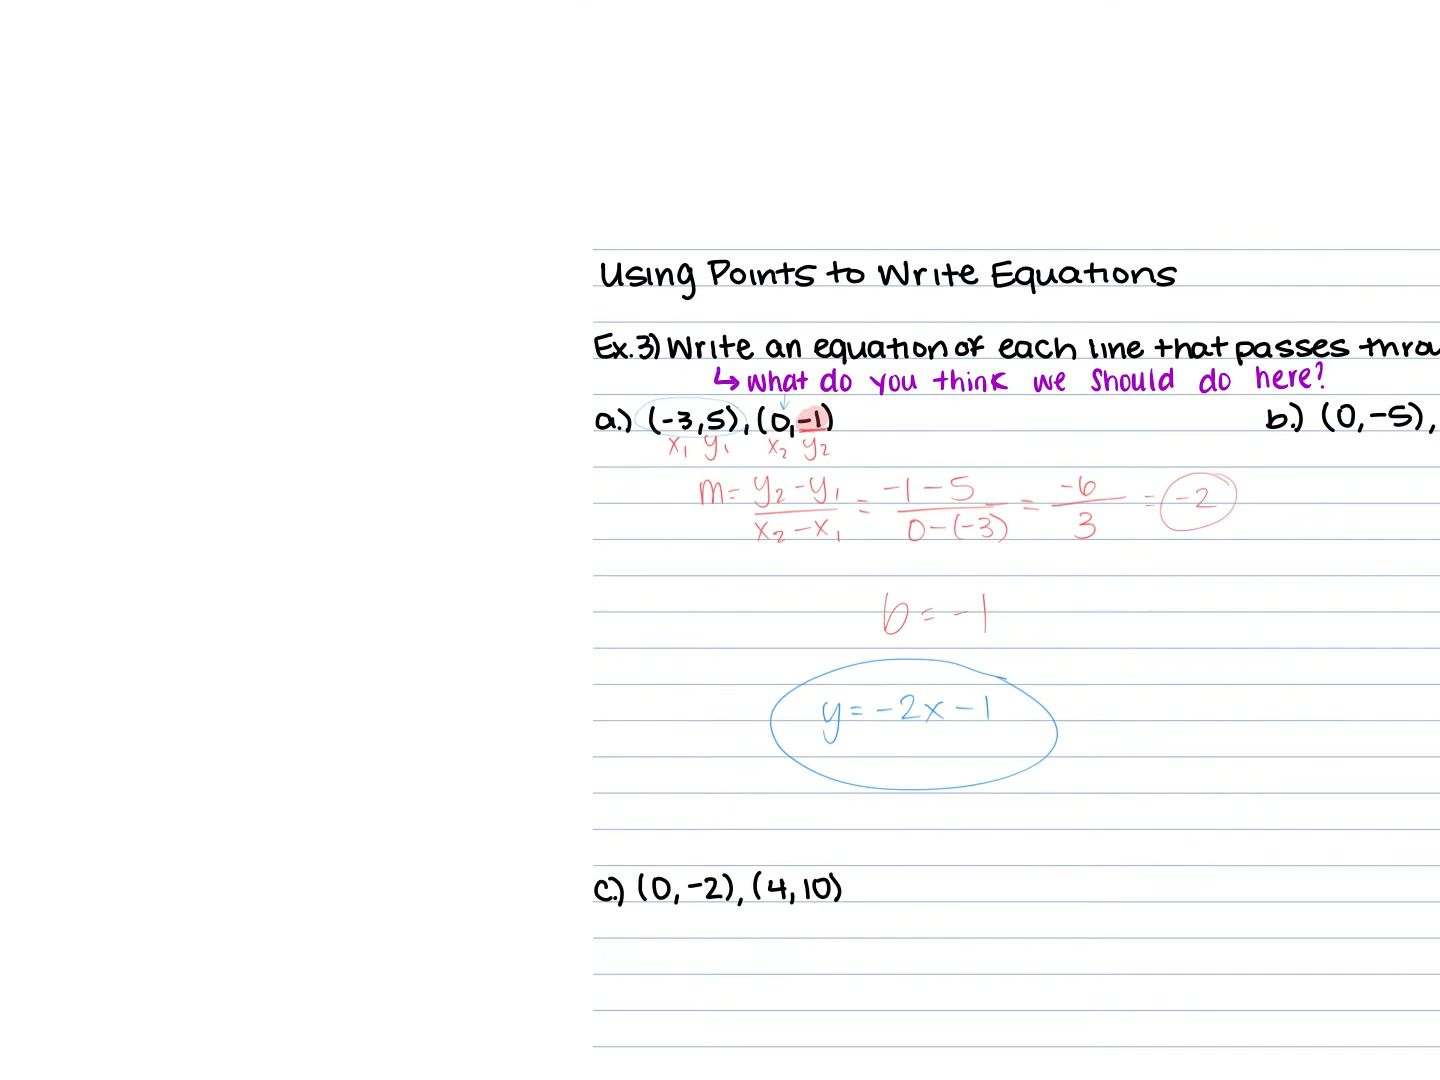 Using Points to Write Equations
Ex.3) Write an equation of each line that passes
↳ what do you think we should do here?
a.) (-3,5), (0,-1)
b.) (0,-5),
x₁ y₁ x₂ y₂
m = y₂ - y₁ / x₂ - x₁ = -1 - 5 / 0 - (-3) = -6 / 3 = -2
b = -1
y = -2x - 1
c.) (0,-2), (4,10)